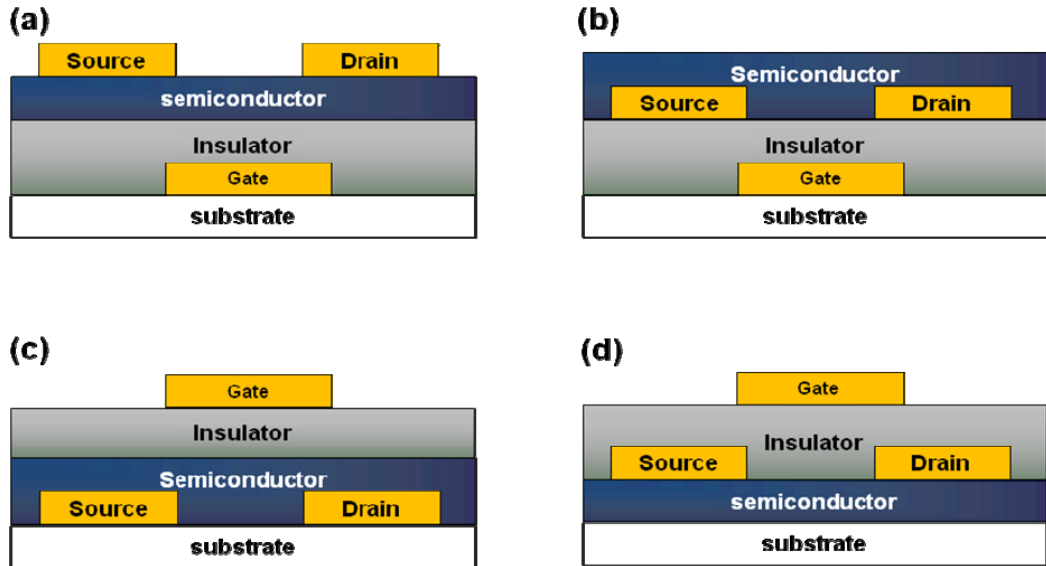 (a)
Source
Drain
semiconductor
Insulator
Gate
substrate
(b)
Semiconductor
Source
Drain
Insulator
Gate
substrate
(c)
Gate
Insulator
Semiconductor
Source
Drain
substrate
(d)
Gate
Insulator
Source
Drain
semiconductor
substrate